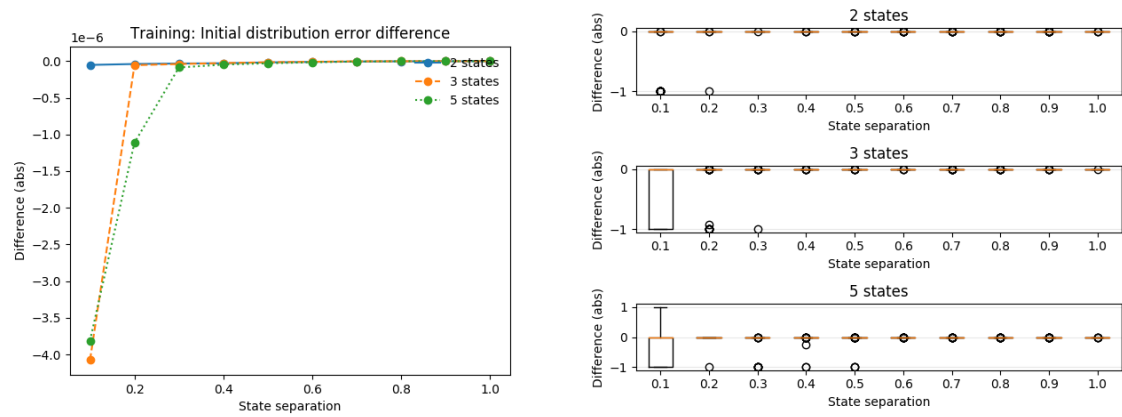 Training: Initial distribution error difference
1e−6
0.0
−0.5
−1.0
−1.5
−2.0
−2.5
−3.0
−3.5
−4.0
Difference (abs)
0.2 0.4 0.6 0.8 1.0
State separation
2 states
3 states
5 states
2 states
0
−1
Difference (abs)
0.1 0.2 0.3 0.4 0.5 0.6 0.7 0.8 0.9 1.0
State separation
3 states
0
−1
Difference (abs)
0.1 0.2 0.3 0.4 0.5 0.6 0.7 0.8 0.9 1.0
State separation
5 states
1
0
−1
Difference (abs)
0.1 0.2 0.3 0.4 0.5 0.6 0.7 0.8 0.9 1.0
State separation